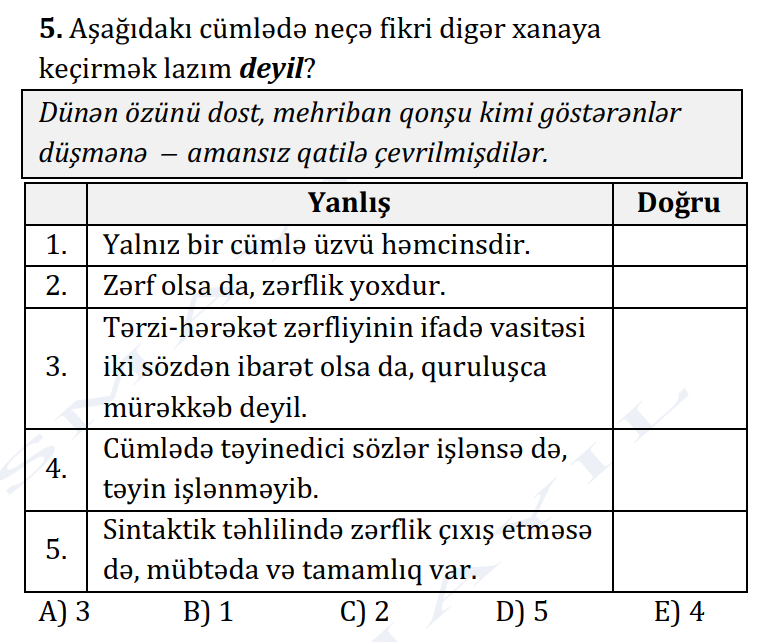 5. Aşağıdakı cümlədə neçə fikri digər xanaya
keçirmək lazım deyil?
Dünən özünü dost, mehriban qonşu kimi göstərənlər
düşmənə – amansız qatilə çevrilmişdilər.
Yanlış Doğru
1. Yalnız bir cümlə üzvü həmcinsdir.
2. Zərf olsa da, zərflik yoxdur.
3. Tərzi-hərəkət zərfliyinin ifadə vasitəsi
iki sözdən ibarət olsa da, quruluşca
mürəkkəb deyil.
4. Cümlədə təyinedici sözlər işlənsə də,
təyin işlənməyib.
5. Sintaktik təhlilində zərflik çıxış etməsə
də, mübtəda və tamamlıq var.
A) 3 B) 1 C) 2 D) 5 E) 4